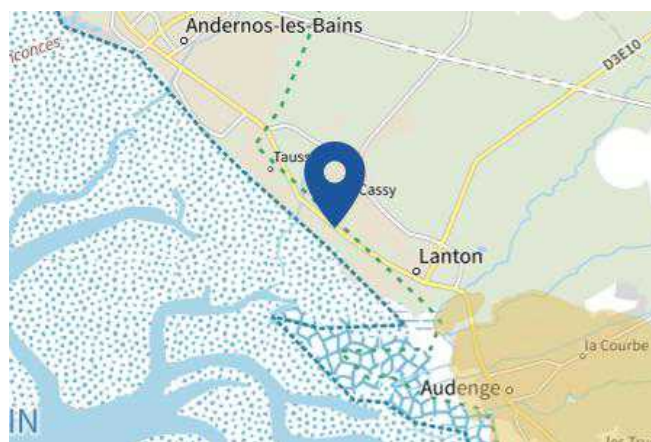 Andernos-les-Bains
D3E10
Cassy
Lanton
la Courbe
Audenge
IN